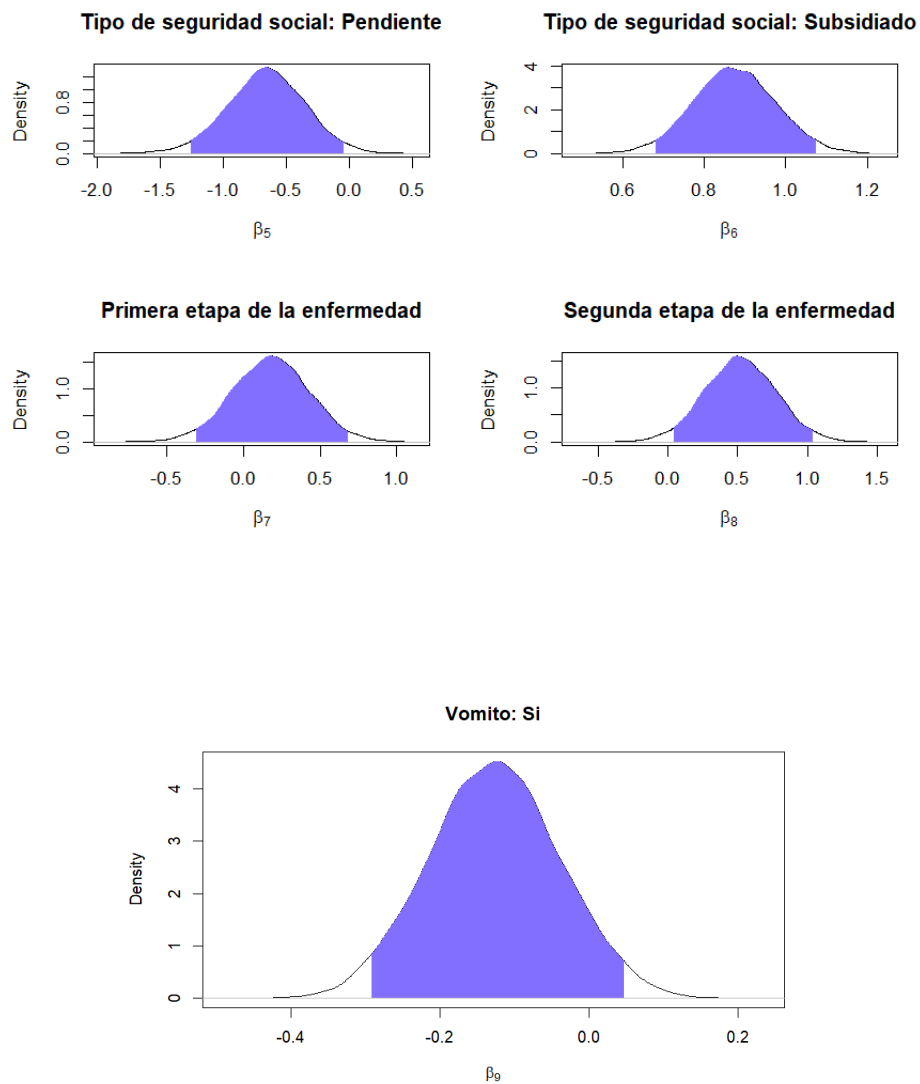 Tipo de seguridad social: Pendiente
Density
0.0 0.8
-2.0 -1.5 -1.0 -0.5 0.0 0.5
β5
Tipo de seguridad social: Subsidiado
Density
0 2 4
0.6 0.8 1.0 1.2
β6
Primera etapa de la enfermedad
Density
0.0 1.0
-0.5 0.0 0.5 1.0
β7
Segunda etapa de la enfermedad
Density
0.0 1.0
-0.5 0.0 0.5 1.0 1.5
β8
Vomito: Si
Density
0 1 2 3 4
-0.4 -0.2 0.0 0.2
β9